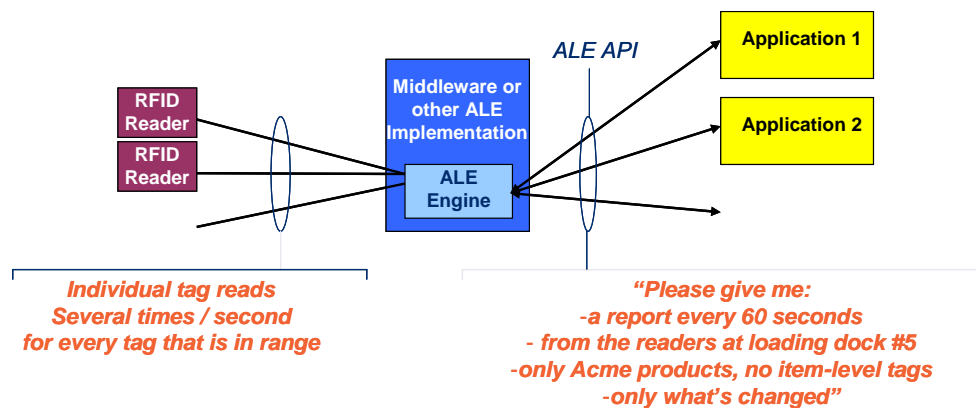 ALE API
Application 1
Application 2
Middleware or
other ALE
Implementation
ALE
Engine
RFID
Reader
RFID
Reader
Individual tag reads
Several times / second
for every tag that is in range
“Please give me:
-a report every 60 seconds
- from the readers at loading dock #5
-only Acme products, no item-level tags
-only what’s changed”